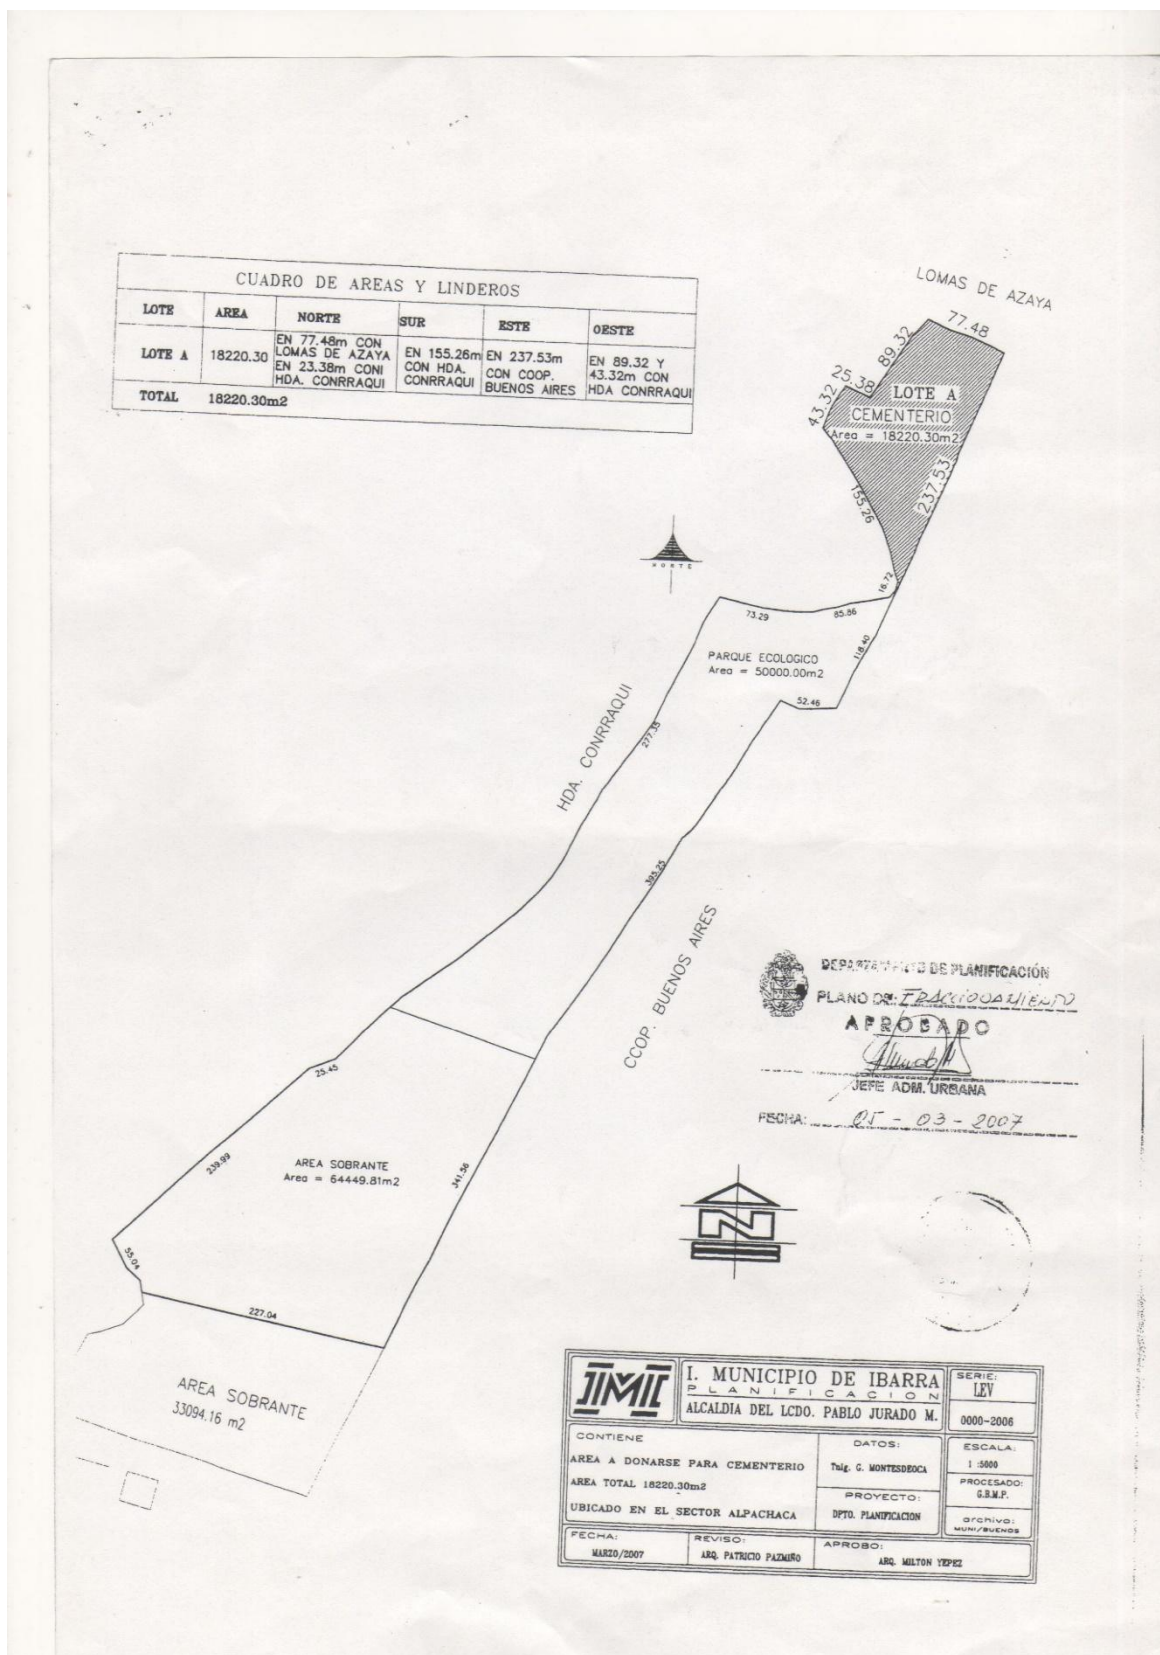 CUADRO DE AREAS Y LINDEROS
LOTE AREA NORTE SUR ESTE OESTE
LOTE A 18220.30
EN 77.48m CON
LOMAS DE AZAYA
EN 23.38m CONI
HDA. CONRRAQUI
EN 155.26m
CON HDA.
CONRRAQUI
EN 237.53m
CON COOP.
BUENOS AIRES
EN 89.32 Y
43.32m CON
HDA CONRRAQUI
TOTAL 18220.30m2
LOMAS DE AZAYA
77.48
89.32
25.38
43.32
LOTE A
CEMENTERIO
Area = 18220.30m2
237.53
155.26
NORTE
16.72
73.29
85.86
118.40
PARQUE ECOLOGICO
Area = 50000.00m2
52.46
277.35
HDA. CONRRAQUI
395.25
CCOP. BUENOS AIRES
25.45
239.99
AREA SOBRANTE
Area = 64449.81m2
341.56
55.04
227.04
AREA SOBRANTE
33094.16 m2
DEPARTAMENTO DE PLANIFICACIÓN
PLANO DE: FRACCIONAMIENTO
APROBADO
JEFE ADM. URBANA
FECHA: 05 - 03 - 2007
N
I. MUNICIPIO DE IBARRA
PLANIFICACION
ALCALDIA DEL LCDO. PABLO JURADO M.
SERIE:
LEV
0000-2006
CONTIENE
AREA A DONARSE PARA CEMENTERIO
AREA TOTAL 18220.30m2
UBICADO EN EL SECTOR ALPACHACA
DATOS:
Tnlg. G. MONTESDEOCA
PROYECTO:
DPTO. PLANIFICACION
ESCALA:
1 :5000
PROCESADO:
G.B.M.P.
archivo:
MUNI/BUENOS
FECHA:
MARZO/2007
REVISO:
ARQ. PATRICIO PAZMIÑO
APROBO:
ARQ. MILTON YEPEZ